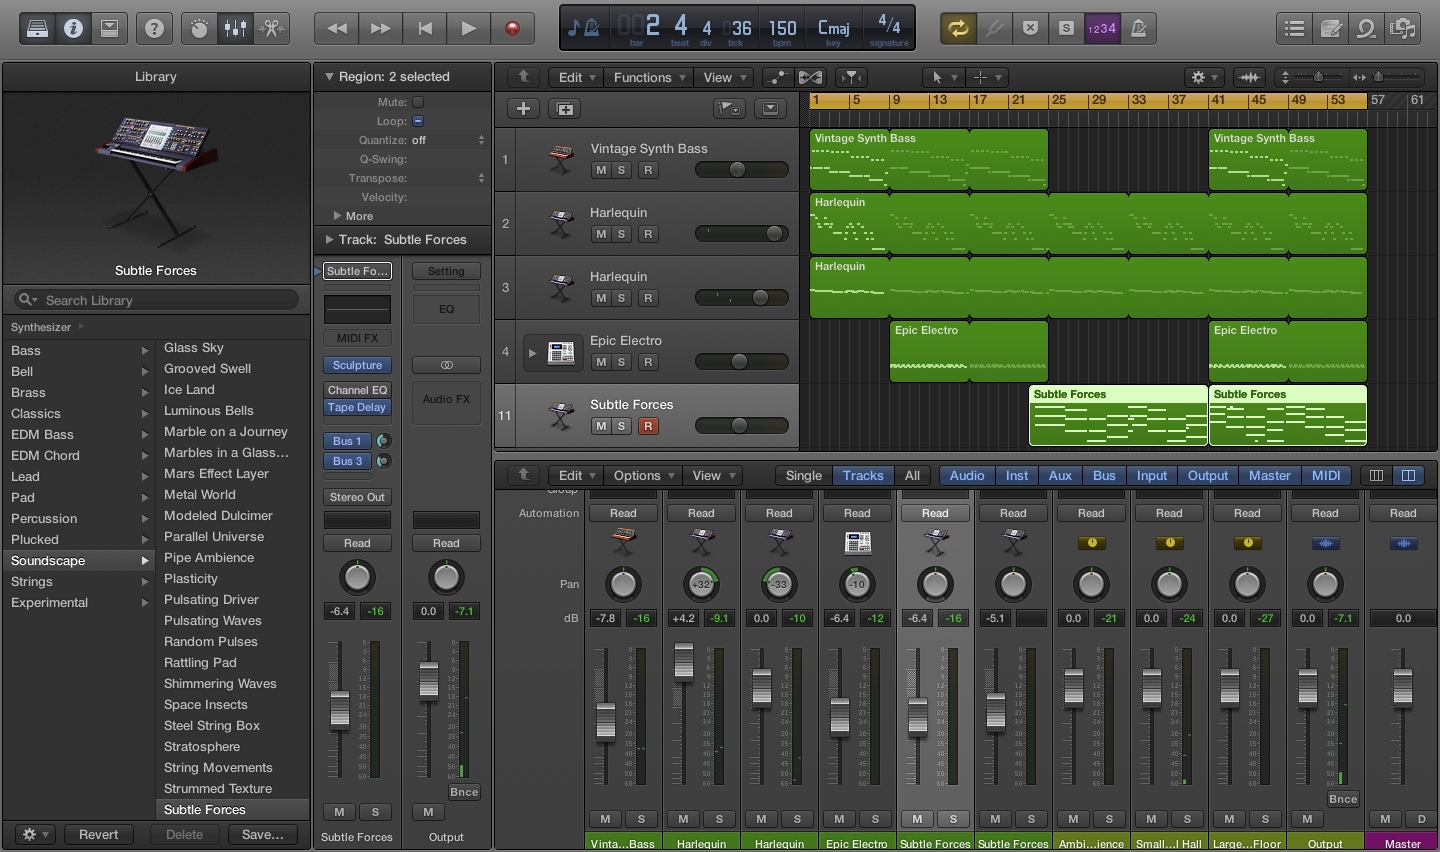 002 4 4 036 150 Cmaj 4/4
bar beat div tick bpm key signature
1234
Library
Subtle Forces
Search Library
Synthesizer
Bass
Bell
Brass
Classics
EDM Bass
EDM Chord
Lead
Pad
Percussion
Plucked
Soundscape
Strings
Experimental
Glass Sky
Grooved Swell
Ice Land
Luminous Bells
Marble on a Journey
Marbles in a Glass…
Mars Effect Layer
Metal World
Modeled Dulcimer
Parallel Universe
Pipe Ambience
Plasticity
Pulsating Driver
Pulsating Waves
Random Pulses
Rattling Pad
Shimmering Waves
Space Insects
Steel String Box
Stratosphere
String Movements
Strummed Texture
Subtle Forces
Revert Delete Save...
Region: 2 selected
Mute:
Loop:
Quantize: off
Q-Swing:
Transpose:
Velocity:
More
Track: Subtle Forces
Subtle Fo... Setting
EQ
MIDI FX
Sculpture
Channel EQ
Tape Delay
Audio FX
Bus 1
Bus 3
Stereo Out
Read Read
-6.4 -16 0.0 -7.1
Bnce
M S M
Subtle Forces Output
Edit Functions View
1 5 9 13 17 21 25 29 33 37 41 45 49 53 57 61
1 Vintage Synth Bass
M S R
2 Harlequin
M S R
3 Harlequin
M S R
4 Epic Electro
M S R
11 Subtle Forces
M S R
Vintage Synth Bass Vintage Synth Bass
Harlequin
Harlequin
Epic Electro Epic Electro
Subtle Forces Subtle Forces
Edit Options View Single Tracks All Audio Inst Aux Bus Input Output Master MIDI
Group
Automation Read Read Read Read Read Read Read Read Read Read Read
Pan +32 -33 -10
dB -7.8 -16 +4.2 -9.1 0.0 -10 -6.4 -12 -6.4 -16 -5.1 0.0 -21 0.0 -24 0.0 -27 0.0 -7.1 0.0
Bnce
M S M S M S M S M S M S M S M S M S M M D
Vinta...Bass Harlequin Harlequin Epic Electro Subtle Forces Subtle Forces Ambi...ience Small...l Hall Large...Floor Output Master